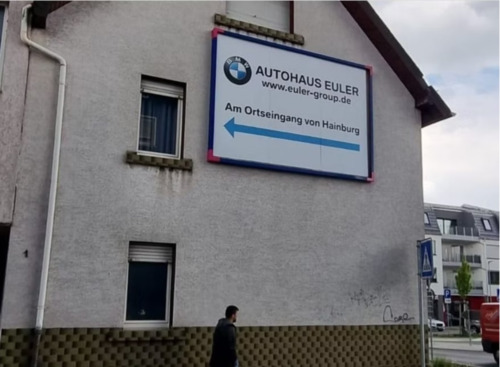 BMW
AUTOHAUS EULER
www.euler-group.de
Am Ortseingang von Hainburg